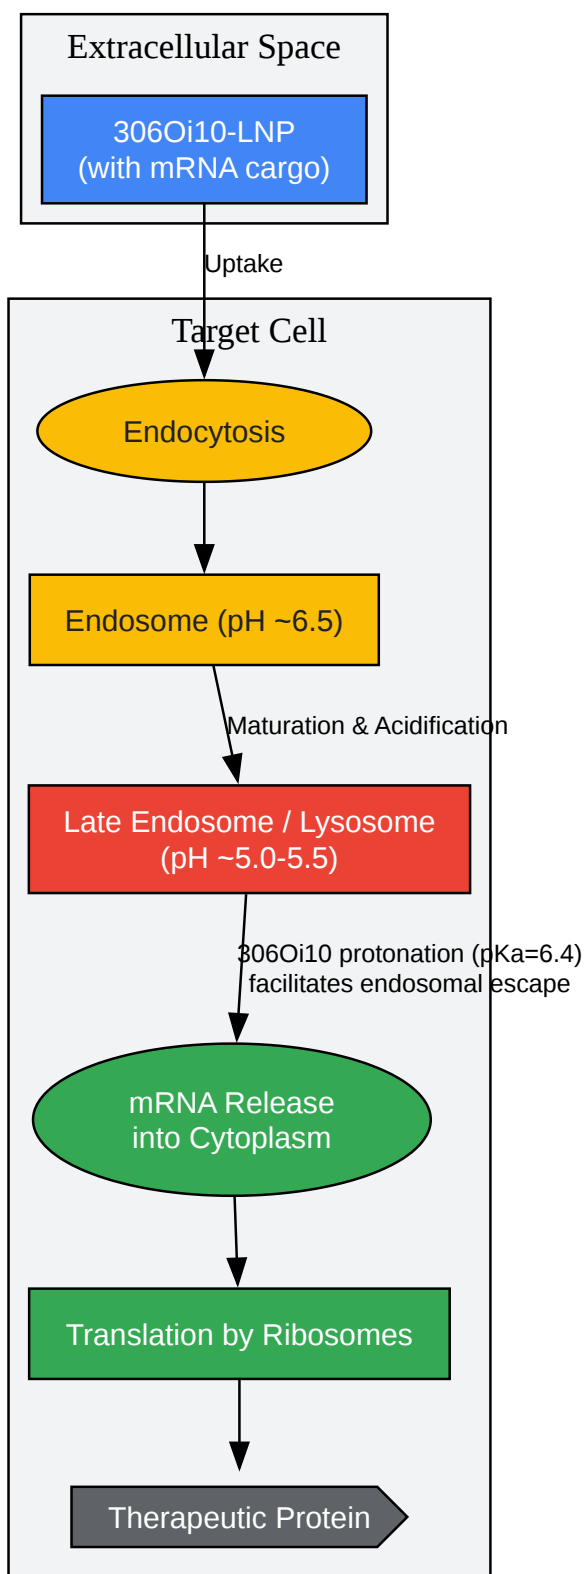 Extracellular Space
306Oi10-LNP
(with mRNA cargo)
Uptake
Target Cell
Endocytosis
Endosome (pH ~6.5)
Maturation & Acidification
Late Endosome / Lysosome
(pH ~5.0-5.5)
306Oi10 protonation (pKa=6.4)
facilitates endosomal escape
mRNA Release
into Cytoplasm
Translation by Ribosomes
Therapeutic Protein